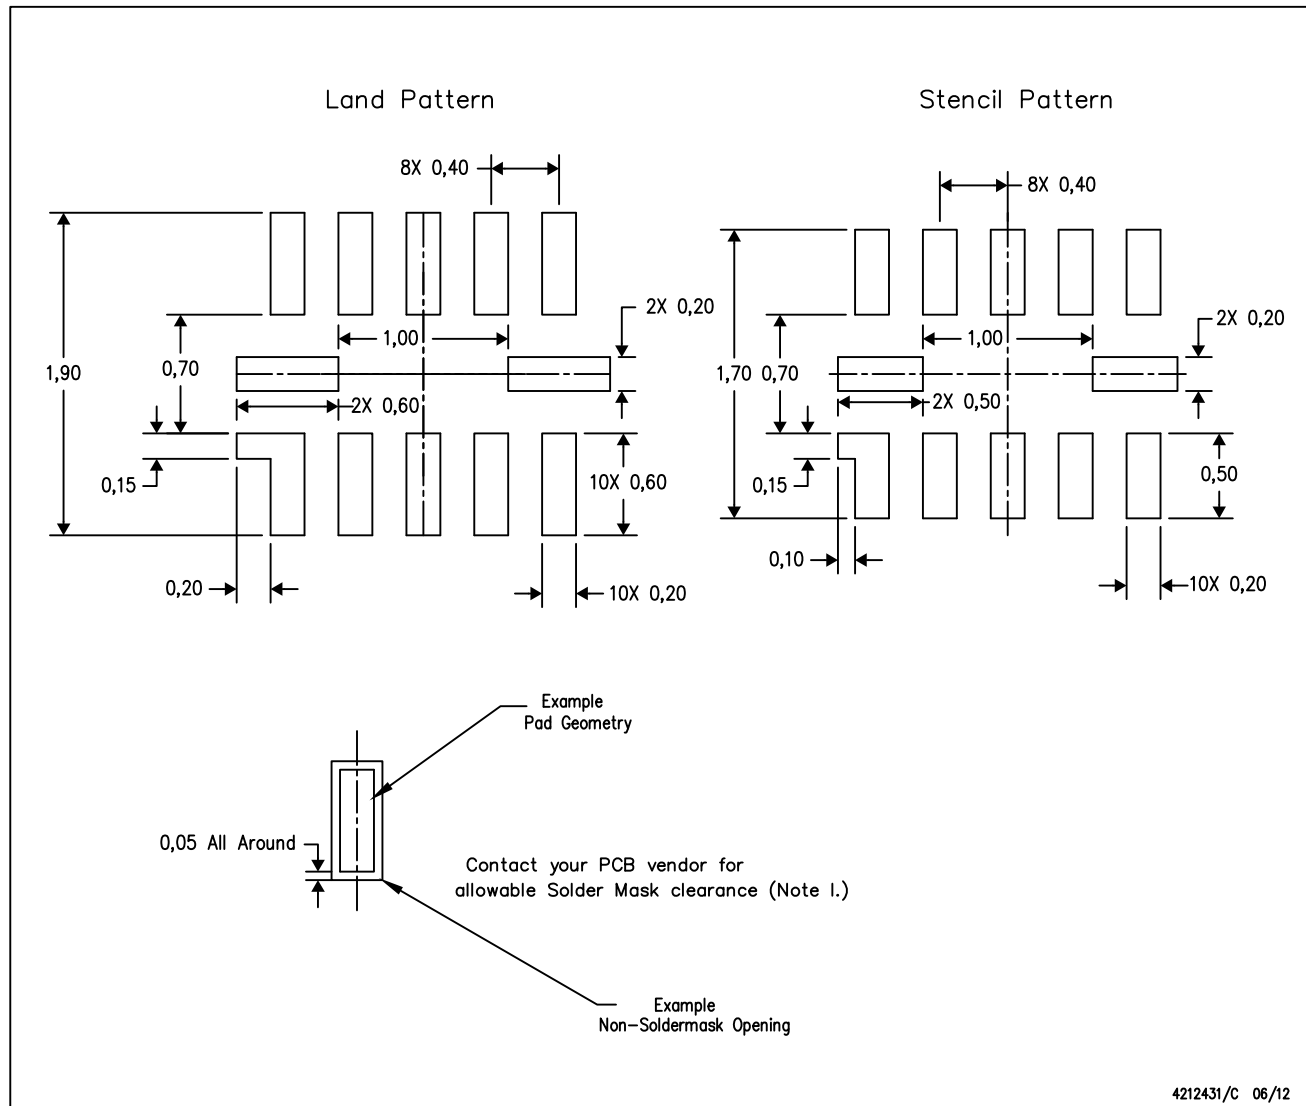 Land Pattern
8X 0,40
2X 0,20
1,00
1,90
0,70
2X 0,60
0,15
10X 0,60
0,20
10X 0,20
Stencil Pattern
8X 0,40
2X 0,20
1,00
1,70
0,70
2X 0,50
0,15
0,50
0,10
10X 0,20
Example
Pad Geometry
0,05 All Around
Contact your PCB vendor for
allowable Solder Mask clearance (Note I.)
Example
Non-Soldermask Opening
4212431/C 06/12